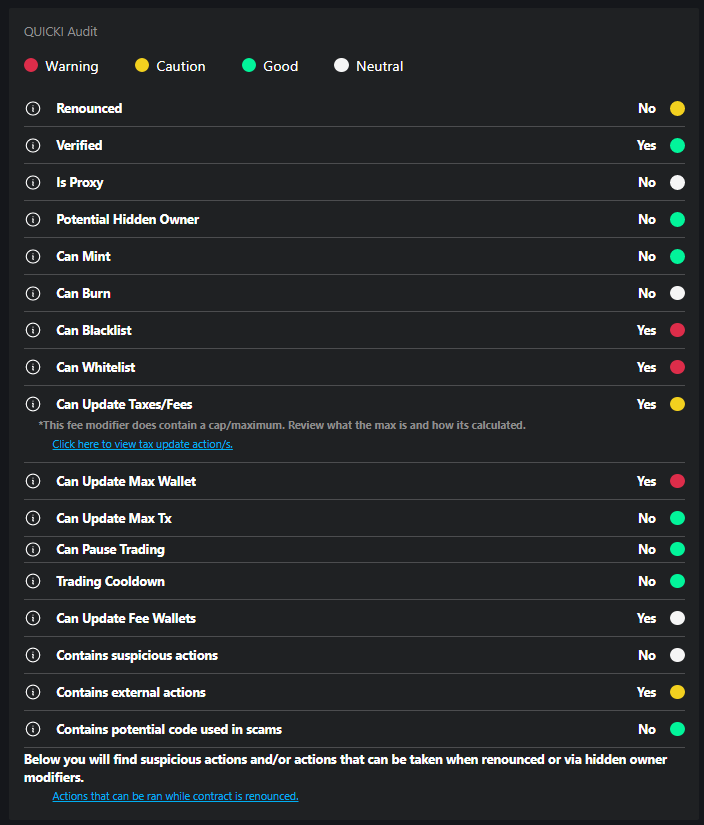 QUICKI Audit
Warning Caution Good Neutral
Renounced No
Verified Yes
Is Proxy No
Potential Hidden Owner No
Can Mint No
Can Burn No
Can Blacklist Yes
Can Whitelist Yes
Can Update Taxes/Fees Yes
*This fee modifier does contain a cap/maximum. Review what the max is and how its calculated.
Click here to view tax update action/s.
Can Update Max Wallet Yes
Can Update Max Tx No
Can Pause Trading No
Trading Cooldown No
Can Update Fee Wallets Yes
Contains suspicious actions No
Contains external actions Yes
Contains potential code used in scams No
Below you will find suspicious actions and/or actions that can be taken when renounced or via hidden owner
modifiers.
Actions that can be ran while contract is renounced.